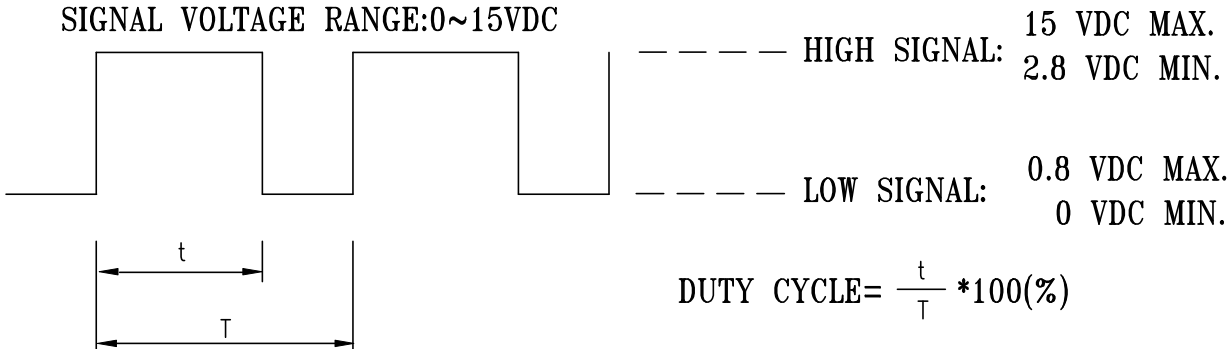 SIGNAL VOLTAGE RANGE:0~15VDC
HIGH SIGNAL: 15 VDC MAX.
2.8 VDC MIN.
LOW SIGNAL: 0.8 VDC MAX.
0 VDC MIN.
t
T
DUTY CYCLE= t/T *100(%)